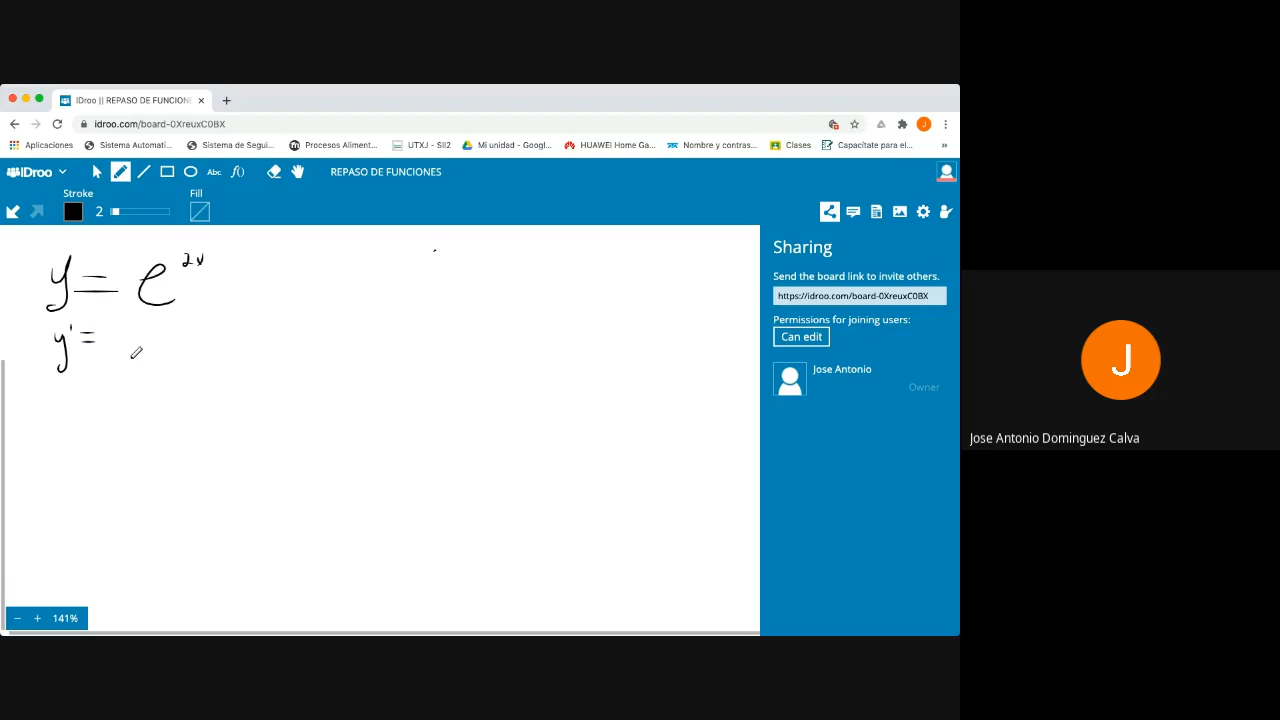 IDroo || REPASO DE FUNCION
idroo.com/board-0XreuxC0BX
J
Aplicaciones Sistema Automati... Sistema de Segui... Procesos Aliment... UTXJ - SII2 Mi unidad - Googl... HUAWEI Home Ga... Nombre y contras... Clases Capacítate para el... »
IDroo Abc f() REPASO DE FUNCIONES
Stroke Fill
2
y = e^{2x}
y' =
Sharing
Send the board link to invite others.
https://idroo.com/board-0XreuxC0BX
Permissions for joining users:
Can edit
Jose Antonio
Owner
− + 141%
J
Jose Antonio Dominguez Calva